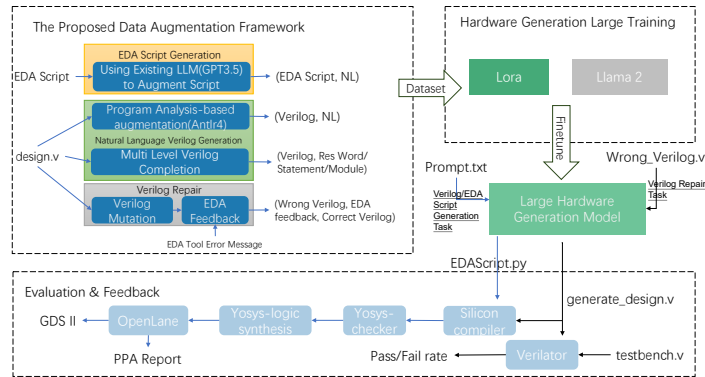 The Proposed Data Augmentation Framework
EDA Script Generation
EDA Script
Using Existing LLM(GPT3.5)
to Augment Script
(EDA Script, NL)
Program Analysis-based
augmentation(Antlr4)
(Verilog, NL)
Natural Language Verilog Generation
design.v
Multi Level Verilog
Completion
(Verilog, Res Word/
Statement/Module)
Verilog Repair
Verilog
Mutation
EDA
Feedback
(Wrong Verilog, EDA
feedback, Correct Verilog)
EDA Tool Error Message
Dataset
Hardware Generation Large Training
Lora
Llama 2
Finetune
Prompt.txt
Wrong_Verilog.v
Verilog/EDA
Script
Generation
Task
Large Hardware
Generation Model
Verilog Repair
Task
EDAScript.py
generate_design.v
Evaluation & Feedback
GDS II
OpenLane
Yosys-logic
synthesis
Yosys-
checker
Silicon
compiler
PPA Report
Pass/Fail rate
Verilator
testbench.v